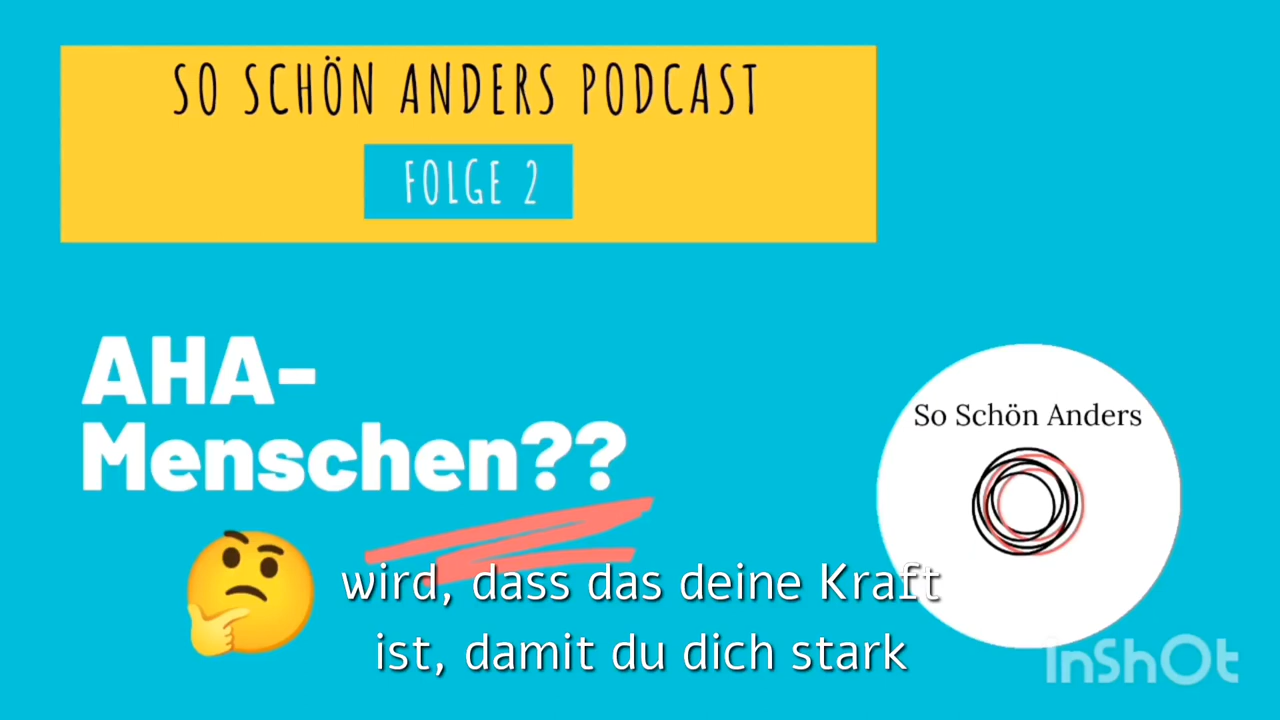 SO SCHÖN ANDERS PODCAST
FOLGE 2
AHA-
Menschen??
So Schön Anders
wird, dass das deine Kraft
ist, damit du dich stark
InShOt